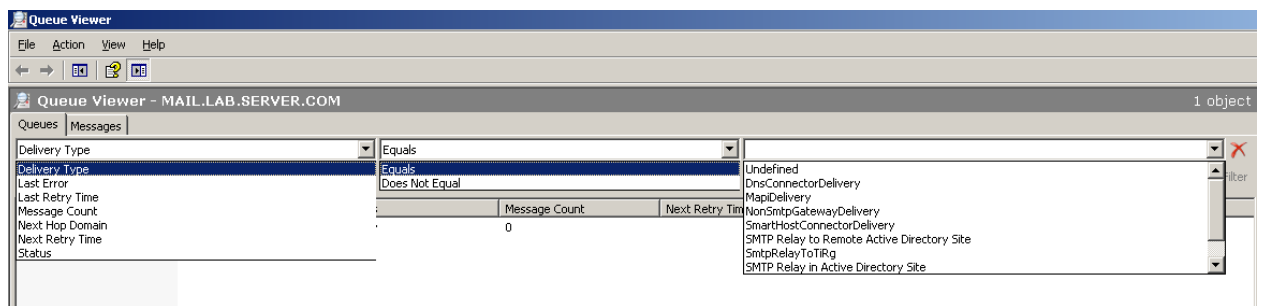 Queue Viewer
File Action View Help
Queue Viewer - MAIL.LAB.SERVER.COM 1 object
Queues Messages
Delivery Type Equals
Delivery Type
Last Error
Last Retry Time
Message Count
Next Hop Domain
Next Retry Time
Status
Equals
Does Not Equal
Undefined
DnsConnectorDelivery
MapiDelivery
NonSmtpGatewayDelivery
SmartHostConnectorDelivery
SMTP Relay to Remote Active Directory Site
SmtpRelayToTiRg
SMTP Relay in Active Directory Site
Message Count Next Retry
0